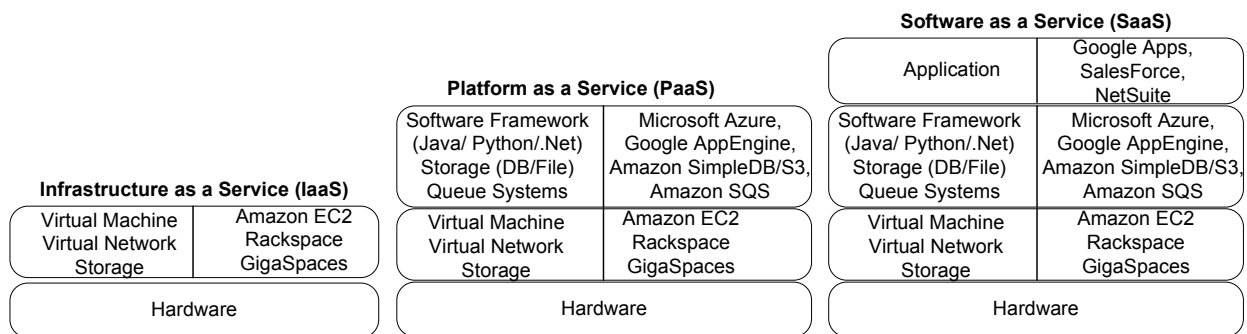 Infrastructure as a Service (IaaS)
Virtual Machine
Virtual Network
Storage
Amazon EC2
Rackspace
GigaSpaces
Hardware
Platform as a Service (PaaS)
Software Framework
(Java/ Python/.Net)
Storage (DB/File)
Queue Systems
Microsoft Azure,
Google AppEngine,
Amazon SimpleDB/S3,
Amazon SQS
Virtual Machine
Virtual Network
Storage
Amazon EC2
Rackspace
GigaSpaces
Hardware
Software as a Service (SaaS)
Application
Google Apps,
SalesForce,
NetSuite
Software Framework
(Java/ Python/.Net)
Storage (DB/File)
Queue Systems
Microsoft Azure,
Google AppEngine,
Amazon SimpleDB/S3,
Amazon SQS
Virtual Machine
Virtual Network
Storage
Amazon EC2
Rackspace
GigaSpaces
Hardware